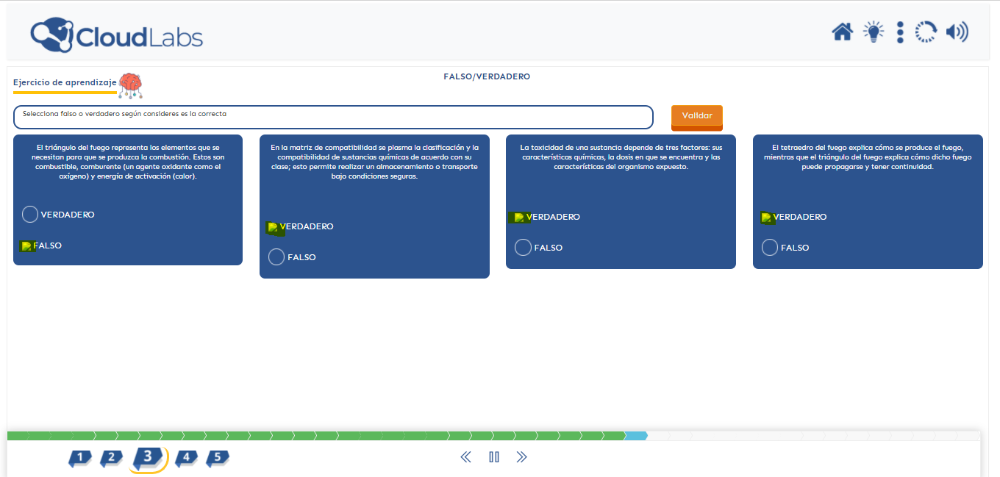 CloudLabs
Ejercicio de aprendizaje
FALSO/VERDADERO
Selecciona falso o verdadero según consideres es la correcta
Validar
El triángulo del fuego representa los elementos que se
necesitan para que se produzca la combustión. Estos son
combustible, comburente (un agente oxidante como el
oxígeno) y energía de activación (calor).
VERDADERO
FALSO
En la matriz de compatibilidad se plasma la clasificación y la
compatibilidad de sustancias químicas de acuerdo con su
clase; esto permite realizar un almacenamiento o transporte
bajo condiciones seguras.
VERDADERO
FALSO
La toxicidad de una sustancia depende de tres factores: sus
características químicas, la dosis en que se encuentra y las
características del organismo expuesto.
VERDADERO
FALSO
El tetraedro del fuego explica cómo se produce el fuego,
mientras que el triángulo del fuego explica cómo dicho fuego
puede propagarse y tener continuidad.
VERDADERO
FALSO
1 2 3 4 5